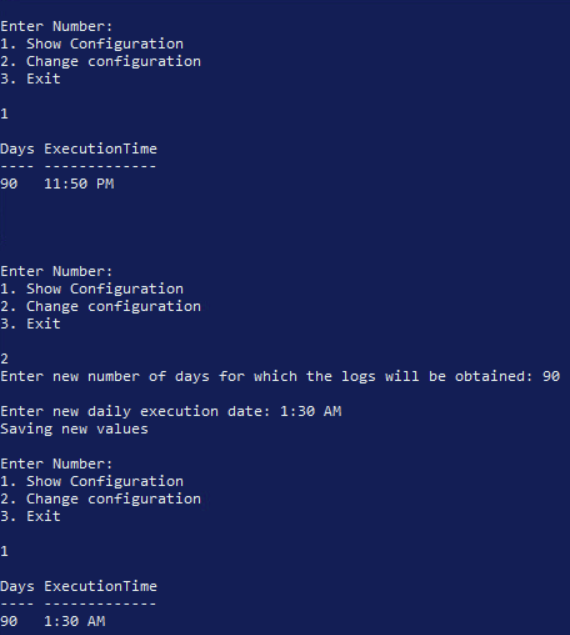 Enter Number:
1. Show Configuration
2. Change configuration
3. Exit
1
Days ExecutionTime
---- -------------
90   11:50 PM
Enter Number:
1. Show Configuration
2. Change configuration
3. Exit
2
Enter new number of days for which the logs will be obtained: 90
Enter new daily execution date: 1:30 AM
Saving new values
Enter Number:
1. Show Configuration
2. Change configuration
3. Exit
1
Days ExecutionTime
---- -------------
90   1:30 AM